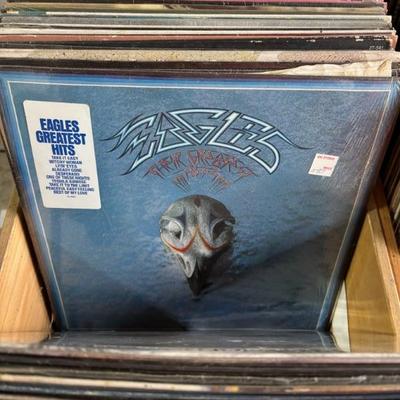 EAGLES
GREATEST
HITS
TAKE IT EASY
WITCHY WOMAN
LYIN' EYES
ALREADY GONE
DESPERADO
ONE OF THESE NIGHTS
TEQUILA SUNRISE
TAKE IT TO THE LIMIT
PEACEFUL EASY FEELING
BEST OF MY LOVE
EAGLES
THEIR GREATEST
HITS